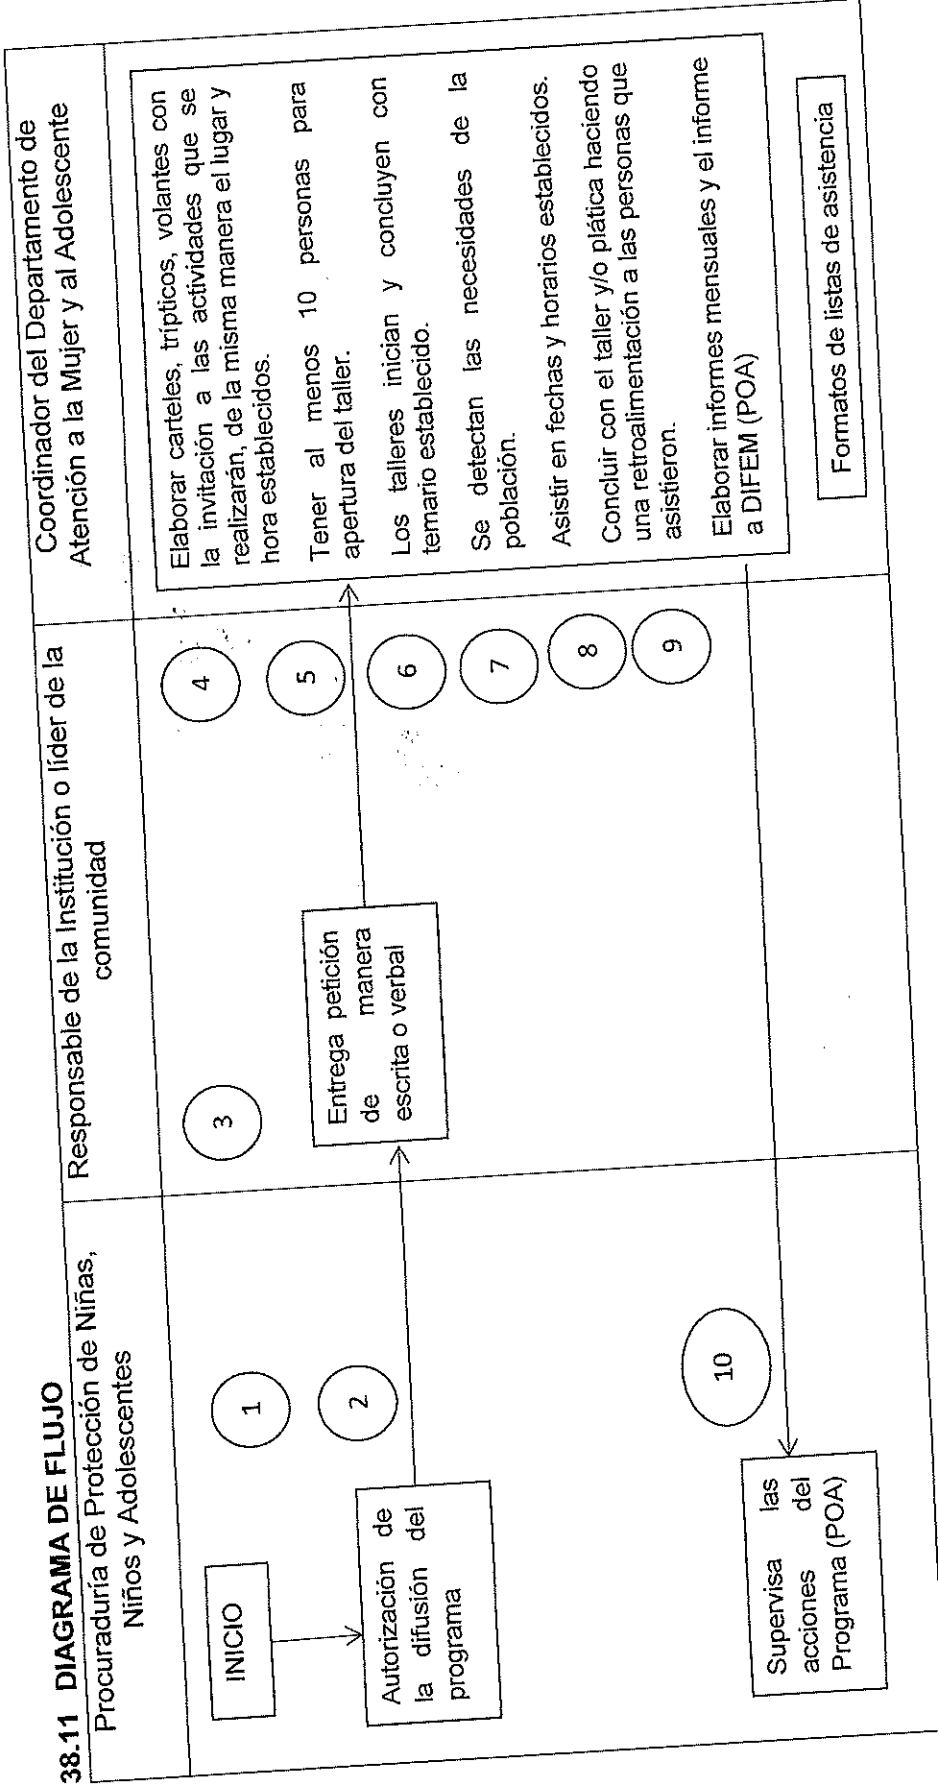 38.11 DIAGRAMA DE FLUJO
Procuraduría de Protección de Niñas,
Niños y Adolescentes
Responsable de la Institución o líder de la
comunidad
Coordinador del Departamento de
Atención a la Mujer y al Adolescente
INICIO
1
2
Autorización de
la difusión del
programa
3
Entrega petición
de manera
escrita o verbal
4
5
6
7
8
9
Elaborar carteles, trípticos, volantes con
la invitación a las actividades que se
realizarán, de la misma manera el lugar y
hora establecidos.
Tener al menos 10 personas para
apertura del taller.
Los talleres inician y concluyen con
temario establecido.
Se detectan las necesidades de la
población.
Asistir en fechas y horarios establecidos.
Concluir con el taller y/o plática haciendo
una retroalimentación a las personas que
asistieron.
Elaborar informes mensuales y el informe
a DIFEM (POA)
Formatos de listas de asistencia
10
Supervisa las
acciones del
Programa (POA)